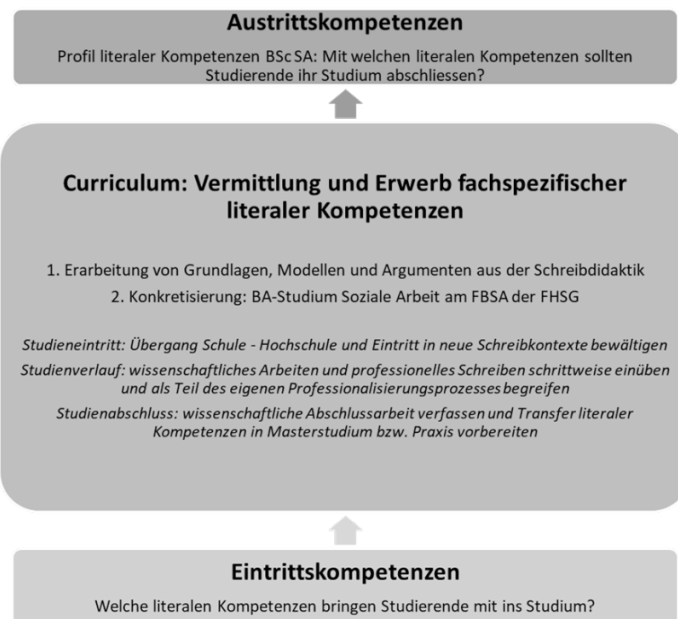 Austrittskompetenzen
Profil literaler Kompetenzen BSc SA: Mit welchen literalen Kompetenzen sollten
Studierende ihr Studium abschliessen?
Curriculum: Vermittlung und Erwerb fachspezifischer
literaler Kompetenzen
1. Erarbeitung von Grundlagen, Modellen und Argumenten aus der Schreibdidaktik
2. Konkretisierung: BA-Studium Soziale Arbeit am FBSA der FHSG
Studieneintritt: Übergang Schule - Hochschule und Eintritt in neue Schreibkontexte bewältigen
Studienverlauf: wissenschaftliches Arbeiten und professionelles Schreiben schrittweise einüben
und als Teil des eigenen Professionalisierungsprozesses begreifen
Studienabschluss: wissenschaftliche Abschlussarbeit verfassen und Transfer literaler
Kompetenzen in Masterstudium bzw. Praxis vorbereiten
Eintrittskompetenzen
Welche literalen Kompetenzen bringen Studierende mit ins Studium?